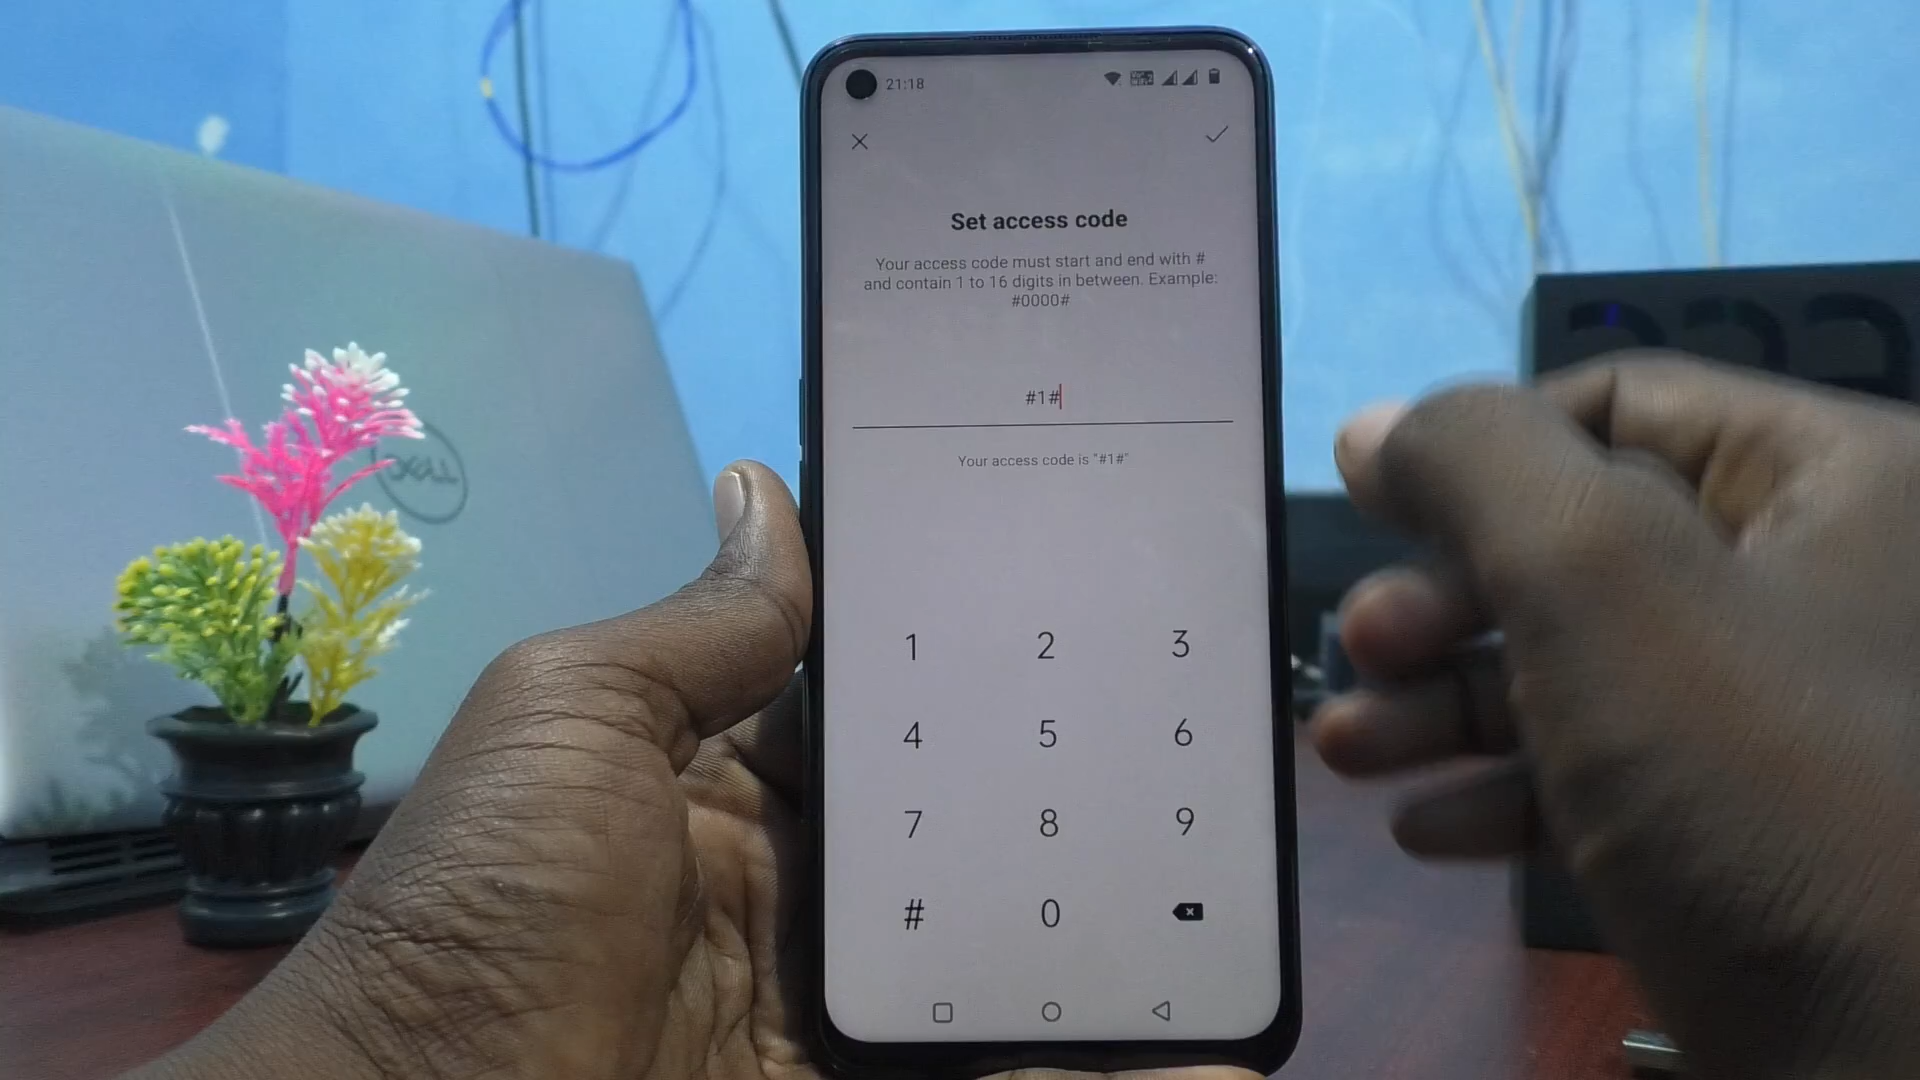 21:18
Set access code
Your access code must start and end with #
and contain 1 to 16 digits in between. Example:
#0000#
#1#
Your access code is "#1#"
1 2 3
4 5 6
7 8 9
# 0
DELL